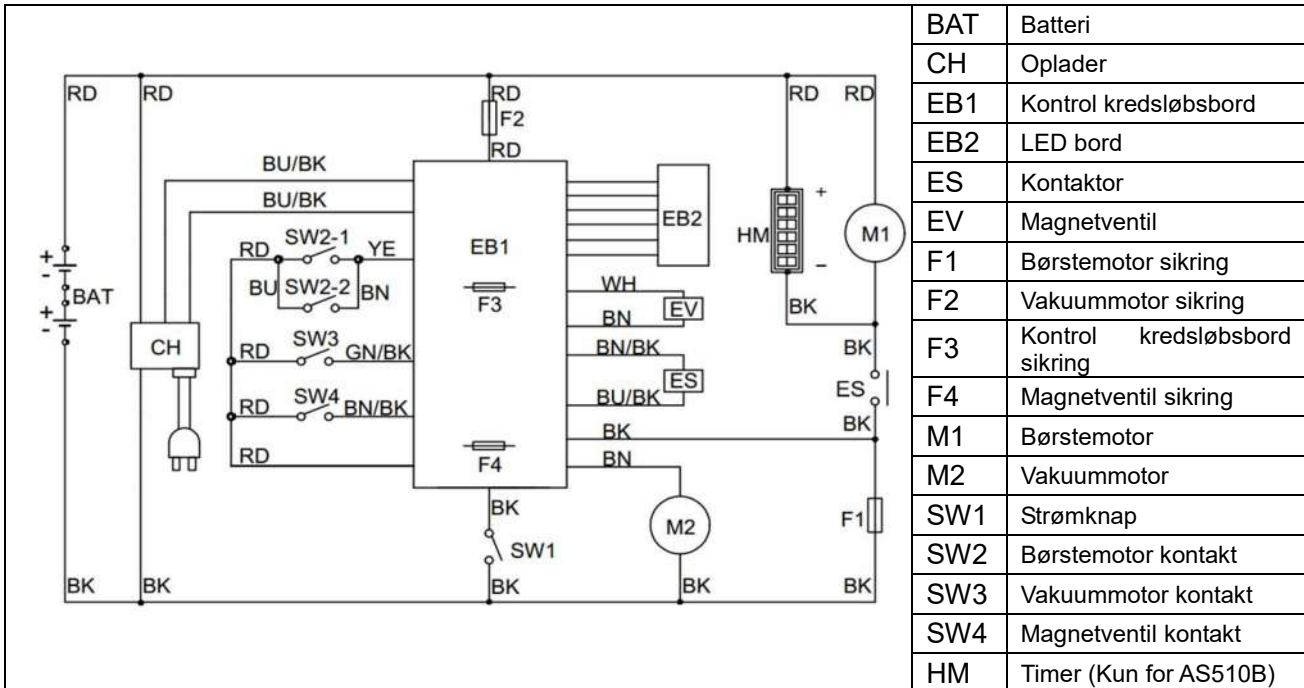 RD RD RD RD RD
F2
RD
BU/BK
BU/BK
SW2-1
RD YE
EB1
EB2
HM
+
−
M1
BU SW2-2 BN
F3
WH
EV
BN
BK
+
-
BAT
+
-
CH
SW3
RD GN/BK
BN/BK
ES
BU/BK
BK
ES
SW4
RD BN/BK
BK
BK
RD
F4
BN
BK
M2
F1
SW1
BK BK BK BK BK
BAT Batteri
CH Oplader
EB1 Kontrol kredsløbsbord
EB2 LED bord
ES Kontaktor
EV Magnetventil
F1 Børstemotor sikring
F2 Vakuummotor sikring
F3 Kontrol kredsløbsbord
sikring
F4 Magnetventil sikring
M1 Børstemotor
M2 Vakuummotor
SW1 Strømknap
SW2 Børstemotor kontakt
SW3 Vakuummotor kontakt
SW4 Magnetventil kontakt
HM Timer (Kun for AS510B)